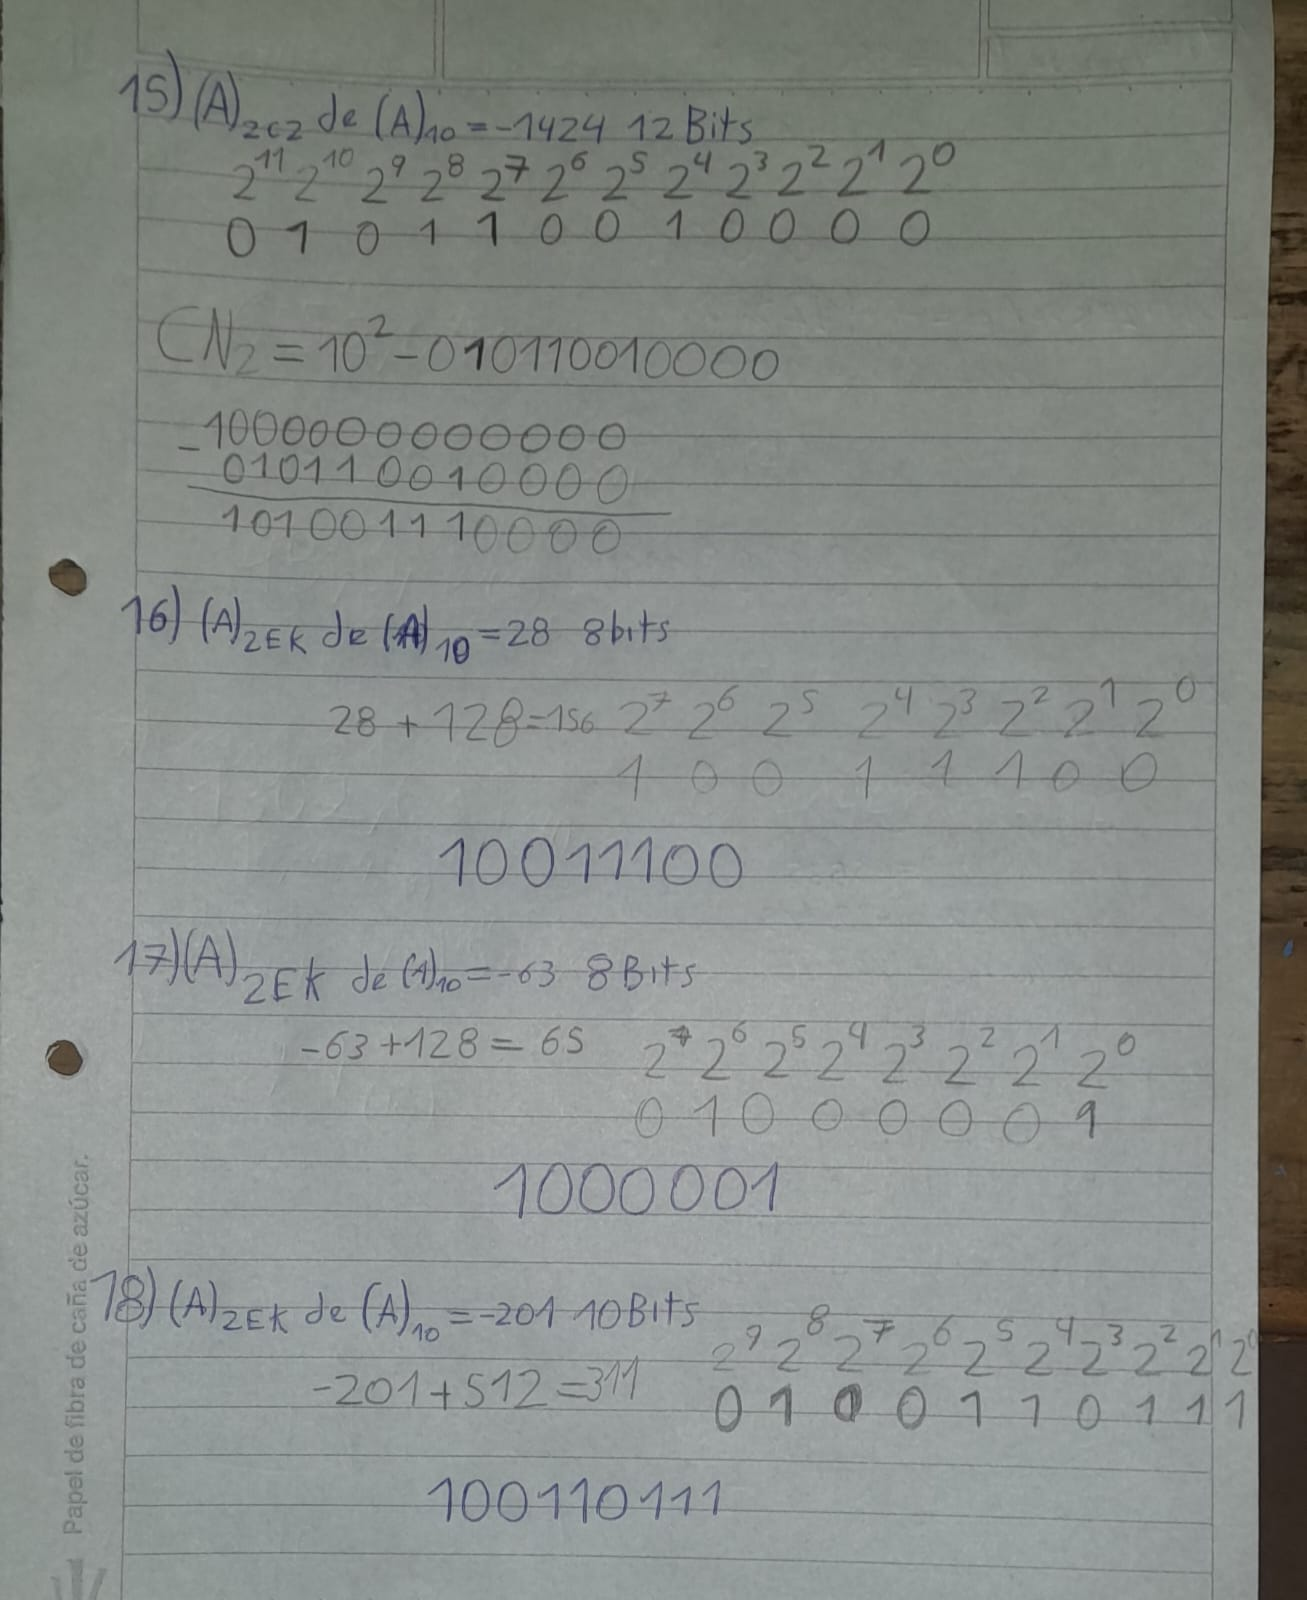 15) (A)₂C₂ de (A)₁₀ = -1424 12 Bits
2¹¹ 2¹⁰ 2⁹ 2⁸ 2⁷ 2⁶ 2⁵ 2⁴ 2³ 2² 2¹ 2⁰
0 1 0 1 1 0 0 1 0 0 0 0
CN₂ = 10² - 010110010000
- 1000000000000
010110010000
101001110000
16) (A)₂EK de (A)₁₀ = 28 8bits
28 + 128 = 156 2⁷ 2⁶ 2⁵ 2⁴ 2³ 2² 2¹ 2⁰
1 0 0 1 1 1 0 0
10011100
17) (A)₂EK de (A)₁₀ = -63 8 Bits
-63 + 128 = 65 2⁷ 2⁶ 2⁵ 2⁴ 2³ 2² 2¹ 2⁰
0 1 0 0 0 0 0 1
1000001
18) (A)₂EK de (A)₁₀ = -201 10 Bits
2⁹ 2⁸ 2⁷ 2⁶ 2⁵ 2⁴ 2³ 2² 2¹ 2⁰
-201 + 512 = 311 0 1 0 0 1 1 0 1 1 1
100110111
Papel de fibra de caña de azúcar.